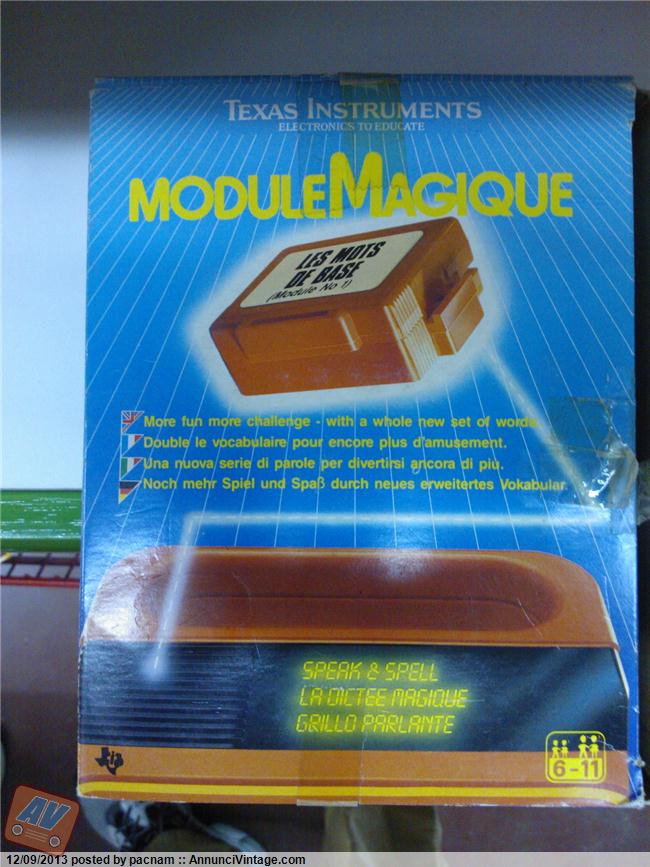 TEXAS INSTRUMENTS
ELECTRONICS TO EDUCATE
MODULE MAGIQUE
LES MOTS
DE BASE
(Module No 1)
More fun more challenge - with a whole new set of words.
Double le vocabulaire pour encore plus d'amusement.
Una nuova serie di parole per divertirsi ancora di più.
Noch mehr Spiel und Spaß durch neues erweitertes Vokabular
SPEAK & SPELL
LA DICTEE MAGIQUE
GRILLO PARLANTE
6-11
AV
12/09/2013 posted by pacnam :: AnnunciVintage.com